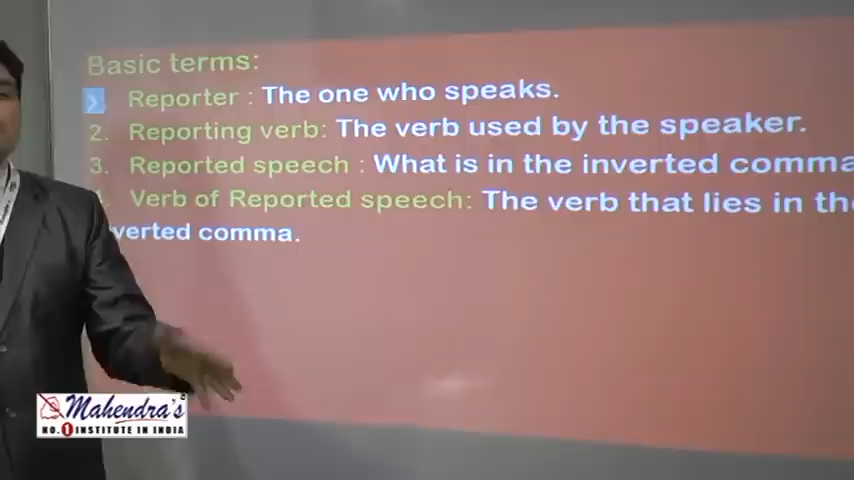 Basic terms:
Reporter : The one who speaks.
2. Reporting verb: The verb used by the speaker.
3. Reported speech : What is in the inverted comma
Verb of Reported speech: The verb that lies in the
verted comma.
Mahendra's
NO. 1 INSTITUTE IN INDIA